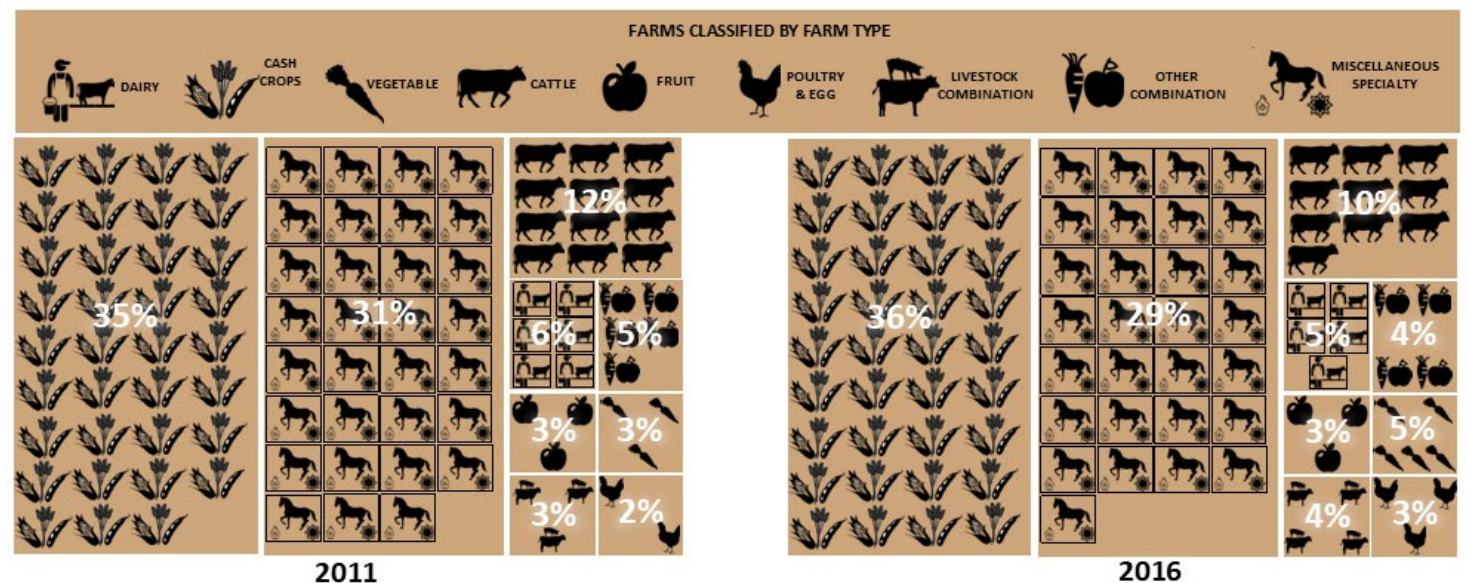 FARMS CLASSIFIED BY FARM TYPE
DAIRY
CASH
CROPS
VEGETABLE
CATTLE
FRUIT
POULTRY
& EGG
LIVESTOCK
COMBINATION
OTHER
COMBINATION
MISCELLANEOUS
SPECIALTY
35%
31%
12%
6%
5%
3%
3%
3%
2%
2011
36%
29%
10%
5%
4%
3%
5%
4%
3%
2016